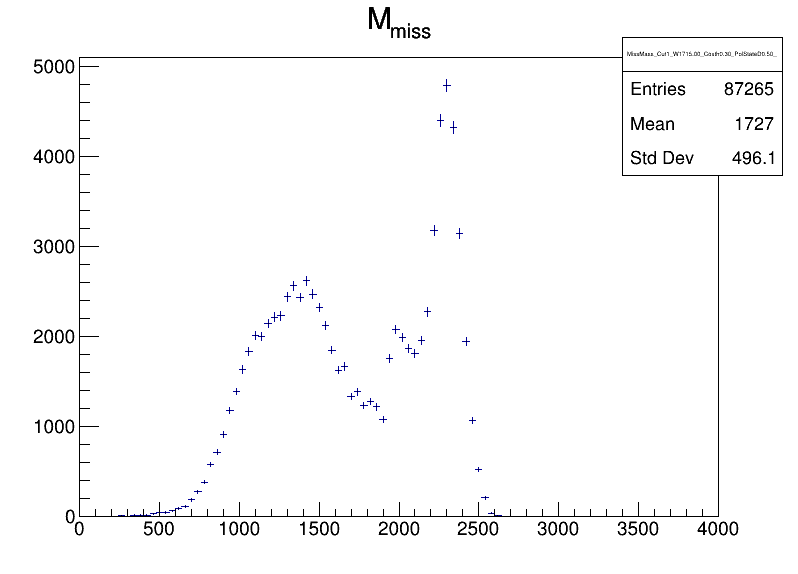 M_miss
MissMass_Cut1_W1715.00_Costh0.30_PolStateD0.50_
Entries 87265
Mean 1727
Std Dev 496.1
5000
4000
3000
2000
1000
0
0 500 1000 1500 2000 2500 3000 3500 4000